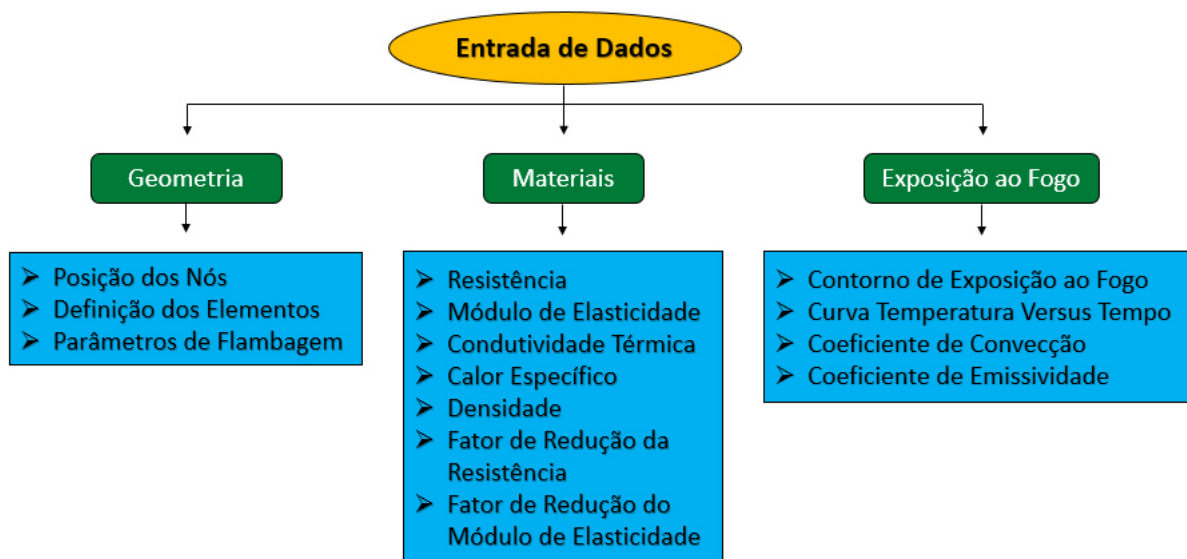 Entrada de Dados
Geometria
Posição dos Nós
Definição dos Elementos
Parâmetros de Flambagem
Materiais
Resistência
Módulo de Elasticidade
Condutividade Térmica
Calor Específico
Densidade
Fator de Redução da
Resistência
Fator de Redução do
Módulo de Elasticidade
Exposição ao Fogo
Contorno de Exposição ao Fogo
Curva Temperatura Versus Tempo
Coeficiente de Convecção
Coeficiente de Emissividade